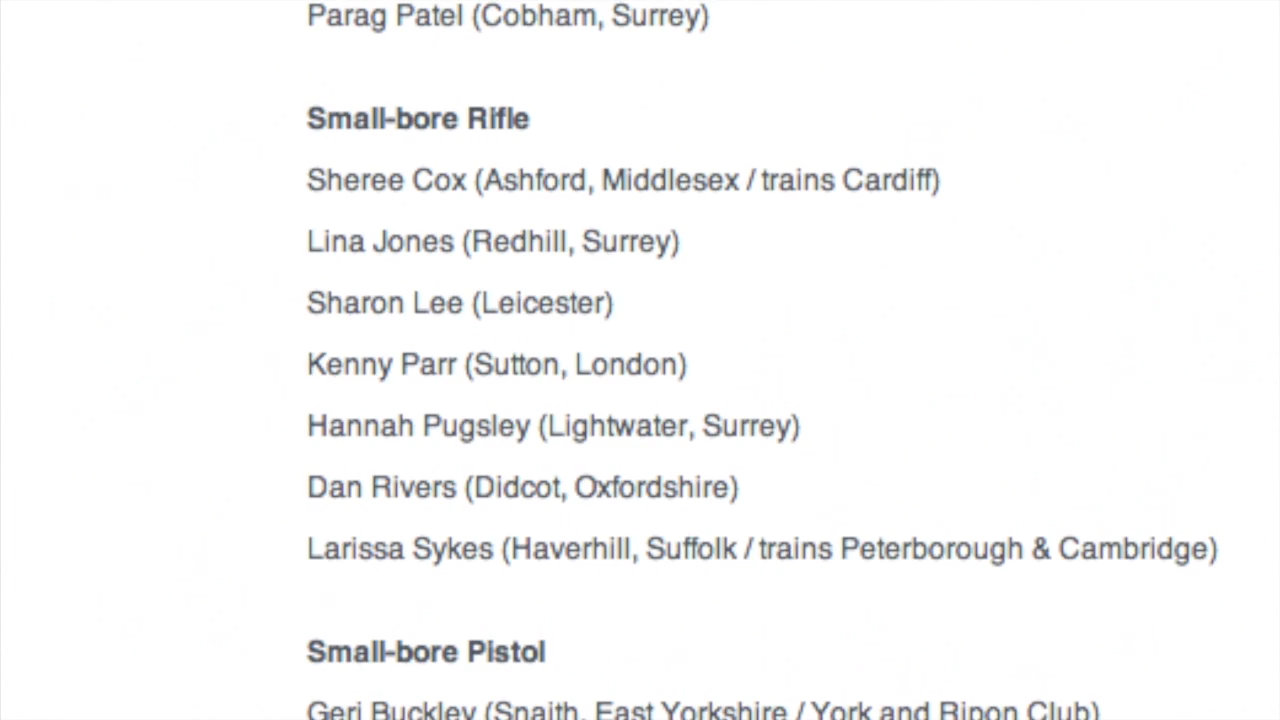 Parag Patel (Cobham, Surrey)
Small-bore Rifle
Sheree Cox (Ashford, Middlesex / trains Cardiff)
Lina Jones (Redhill, Surrey)
Sharon Lee (Leicester)
Kenny Parr (Sutton, London)
Hannah Pugsley (Lightwater, Surrey)
Dan Rivers (Didcot, Oxfordshire)
Larissa Sykes (Haverhill, Suffolk / trains Peterborough & Cambridge)
Small-bore Pistol
Geri Buckley (Snaith, East Yorkshire / York and Ripon Club)